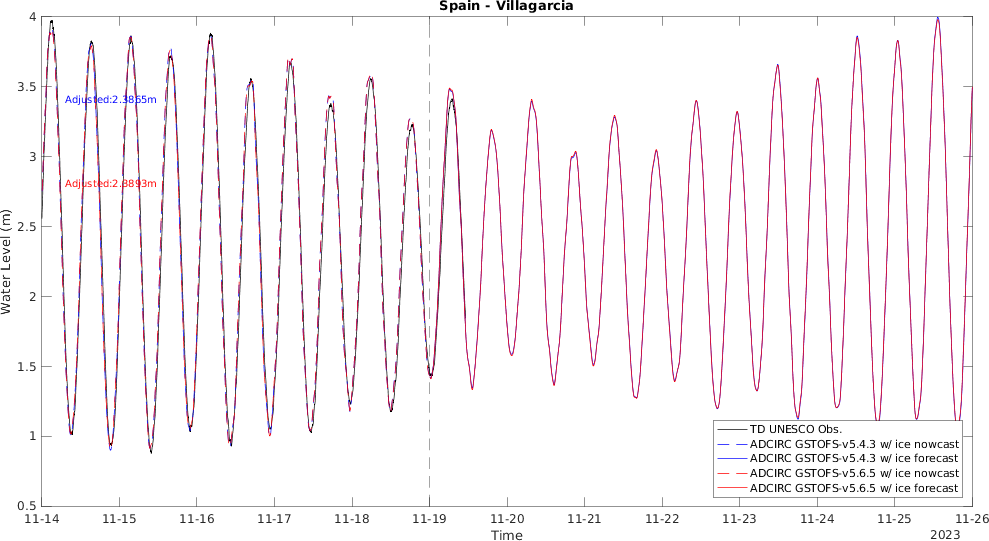 Spain - Villagarcia
4
3.5
3
2.5
2
1.5
1
0.5
Water Level (m)
Adjusted:2.3865m
Adjusted:2.3893m
TD UNESCO Obs.
ADCIRC GSTOFS-v5.4.3 w/ ice nowcast
ADCIRC GSTOFS-v5.4.3 w/ ice forecast
ADCIRC GSTOFS-v5.6.5 w/ ice nowcast
ADCIRC GSTOFS-v5.6.5 w/ ice forecast
11-14 11-15 11-16 11-17 11-18 11-19 11-20 11-21 11-22 11-23 11-24 11-25 11-26
Time
2023